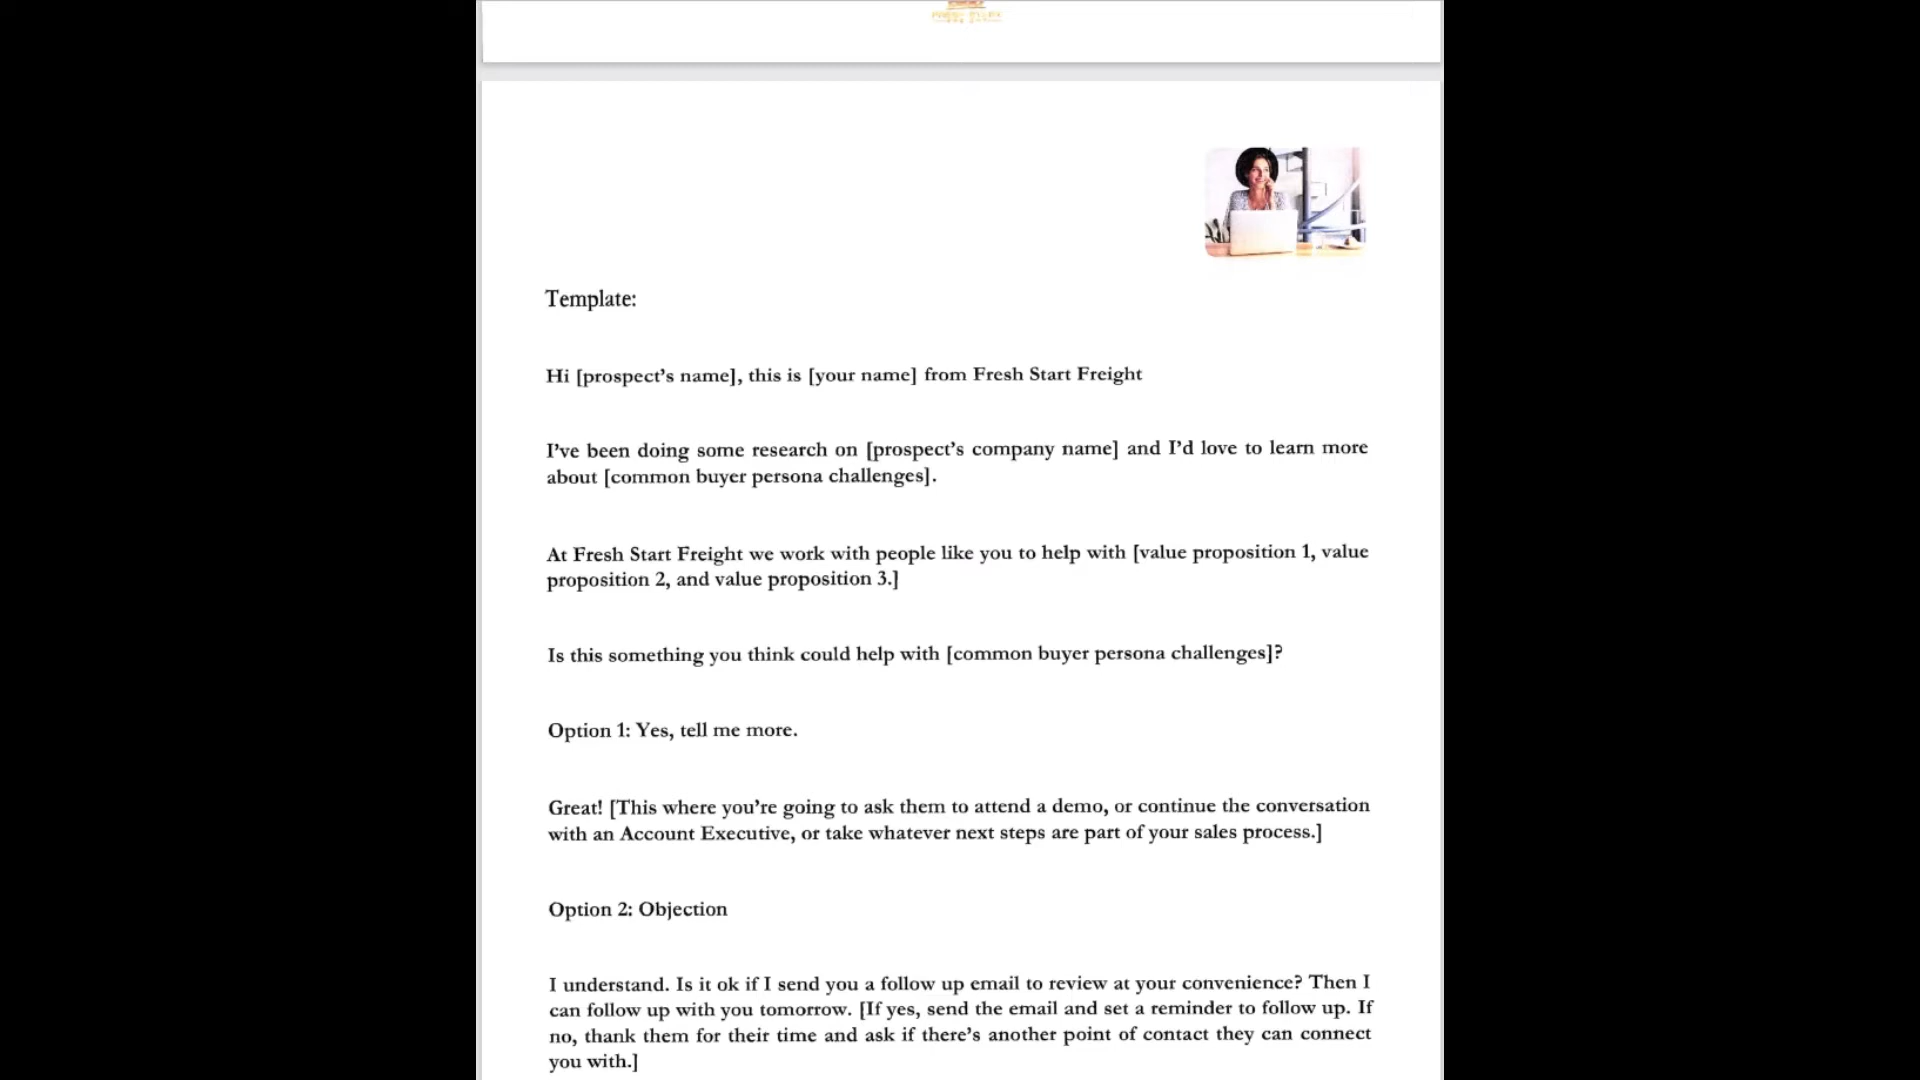 Template:
Hi [prospect’s name], this is [your name] from Fresh Start Freight
I’ve been doing some research on [prospect’s company name] and I’d love to learn more
about [common buyer persona challenges].
At Fresh Start Freight we work with people like you to help with [value proposition 1, value
proposition 2, and value proposition 3.]
Is this something you think could help with [common buyer persona challenges]?
Option 1: Yes, tell me more.
Great! [This where you’re going to ask them to attend a demo, or continue the conversation
with an Account Executive, or take whatever next steps are part of your sales process.]
Option 2: Objection
I understand. Is it ok if I send you a follow up email to review at your convenience? Then I
can follow up with you tomorrow. [If yes, send the email and set a reminder to follow up. If
no, thank them for their time and ask if there’s another point of contact they can connect
you with.]